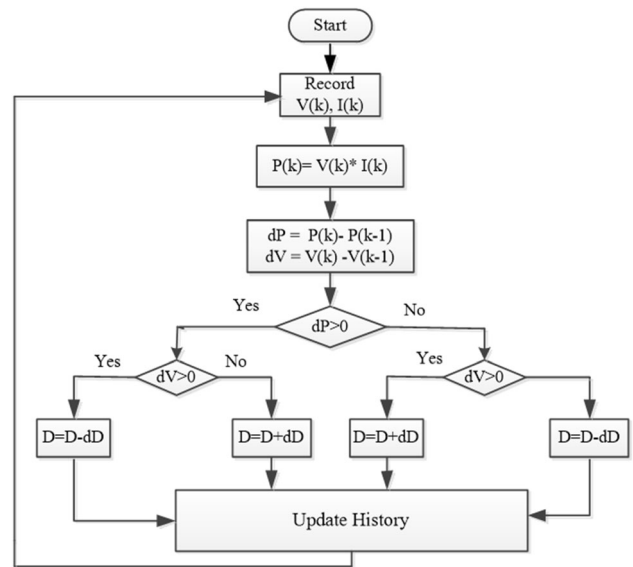 Start
Record
V(k), I(k)
P(k)= V(k)* I(k)
dP = P(k)- P(k-1)
dV = V(k) -V(k-1)
Yes
dP>0
No
Yes
dV>0
No
Yes
dV>0
D=D-dD
D=D+dD
D=D+dD
D=D-dD
Update History